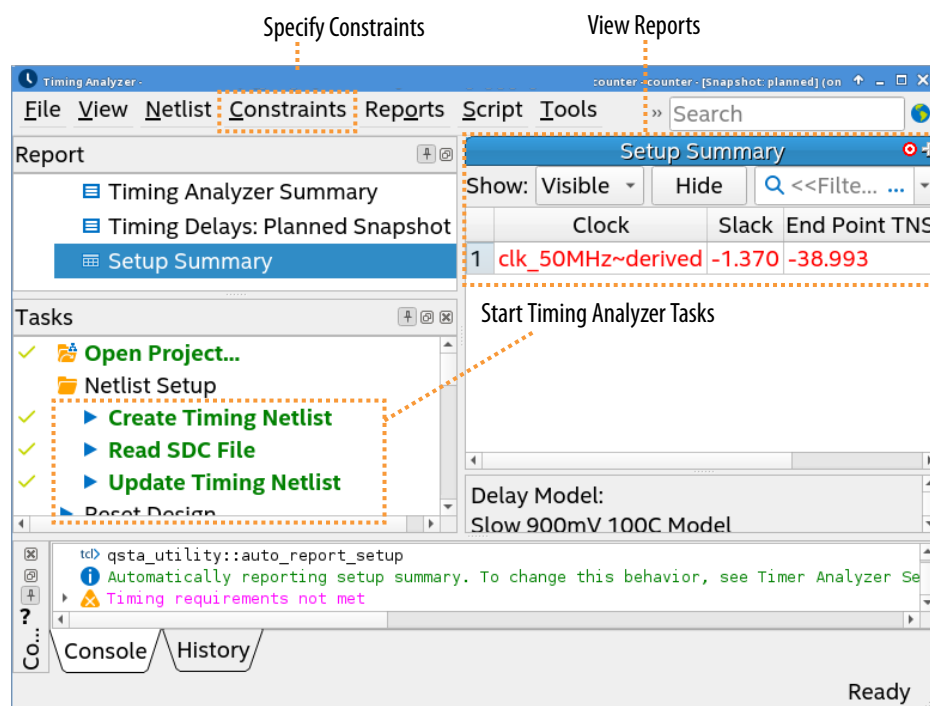 Specify Constraints
View Reports
Timing Analyzer -
counter - counter - [Snapshot: planned] (on
File View Netlist Constraints Reports Script Tools » Search
Report
Timing Analyzer Summary
Timing Delays: Planned Snapshot
Setup Summary
Setup Summary
Show: Visible Hide <<Filte... ...
Clock Slack End Point TNS
1 clk_50MHz~derived -1.370 -38.993
Start Timing Analyzer Tasks
Tasks
Open Project...
Netlist Setup
Create Timing Netlist
Read SDC File
Update Timing Netlist
Reset Design
Delay Model:
Slow 900mV 100C Model
tcl> qsta_utility::auto_report_setup
Automatically reporting setup summary. To change this behavior, see Timer Analyzer Se
Timing requirements not met
?
Co...
Console History
Ready